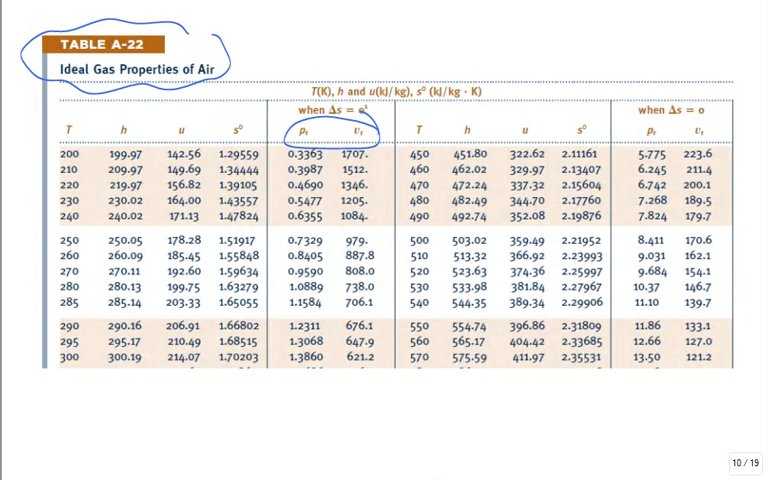 TABLE A-22
Ideal Gas Properties of Air
T(K), h and u(kJ/kg), s° (kJ/kg · K)
when Δs = 0¹ when Δs = 0
T h u s° pr υr T h u s° pr υr
200 199.97 142.56 1.29559 0.3363 1707. 450 451.80 322.62 2.11161 5.775 223.6
210 209.97 149.69 1.34444 0.3987 1512. 460 462.02 329.97 2.13407 6.245 211.4
220 219.97 156.82 1.39105 0.4690 1346. 470 472.24 337.32 2.15604 6.742 200.1
230 230.02 164.00 1.43557 0.5477 1205. 480 482.49 344.70 2.17760 7.268 189.5
240 240.02 171.13 1.47824 0.6355 1084. 490 492.74 352.08 2.19876 7.824 179.7
250 250.05 178.28 1.51917 0.7329 979. 500 503.02 359.49 2.21952 8.411 170.6
260 260.09 185.45 1.55848 0.8405 887.8 510 513.32 366.92 2.23993 9.031 162.1
270 270.11 192.60 1.59634 0.9590 808.0 520 523.63 374.36 2.25997 9.684 154.1
280 280.13 199.75 1.63279 1.0889 738.0 530 533.98 381.84 2.27967 10.37 146.7
285 285.14 203.33 1.65055 1.1584 706.1 540 544.35 389.34 2.29906 11.10 139.7
290 290.16 206.91 1.66802 1.2311 676.1 550 554.74 396.86 2.31809 11.86 133.1
295 295.17 210.49 1.68515 1.3068 647.9 560 565.17 404.42 2.33685 12.66 127.0
300 300.19 214.07 1.70203 1.3860 621.2 570 575.59 411.97 2.35531 13.50 121.2
10 / 19